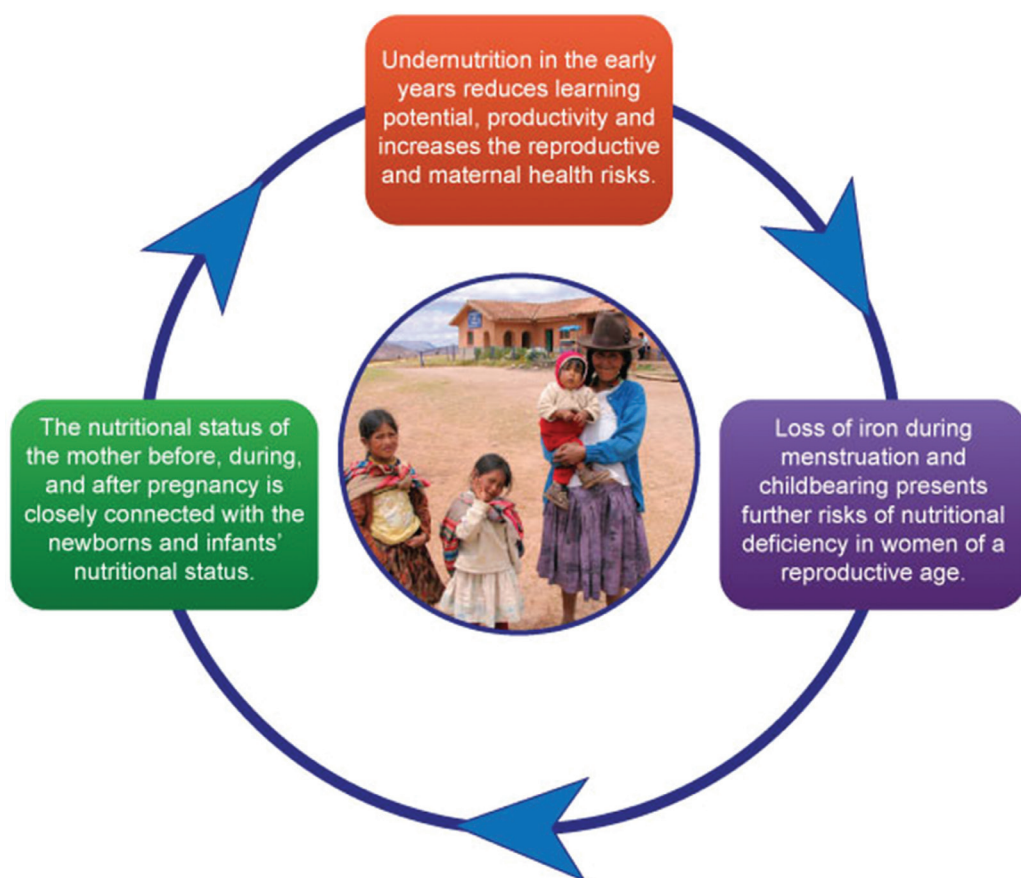 Undernutrition in the early
years reduces learning
potential, productivity and
increases the reproductive
and maternal health risks.
Loss of iron during
menstruation and
childbearing presents
further risks of nutritional
deficiency in women of a
reproductive age.
The nutritional status of
the mother before, during,
and after pregnancy is
closely connected with the
newborns and infants’
nutritional status.